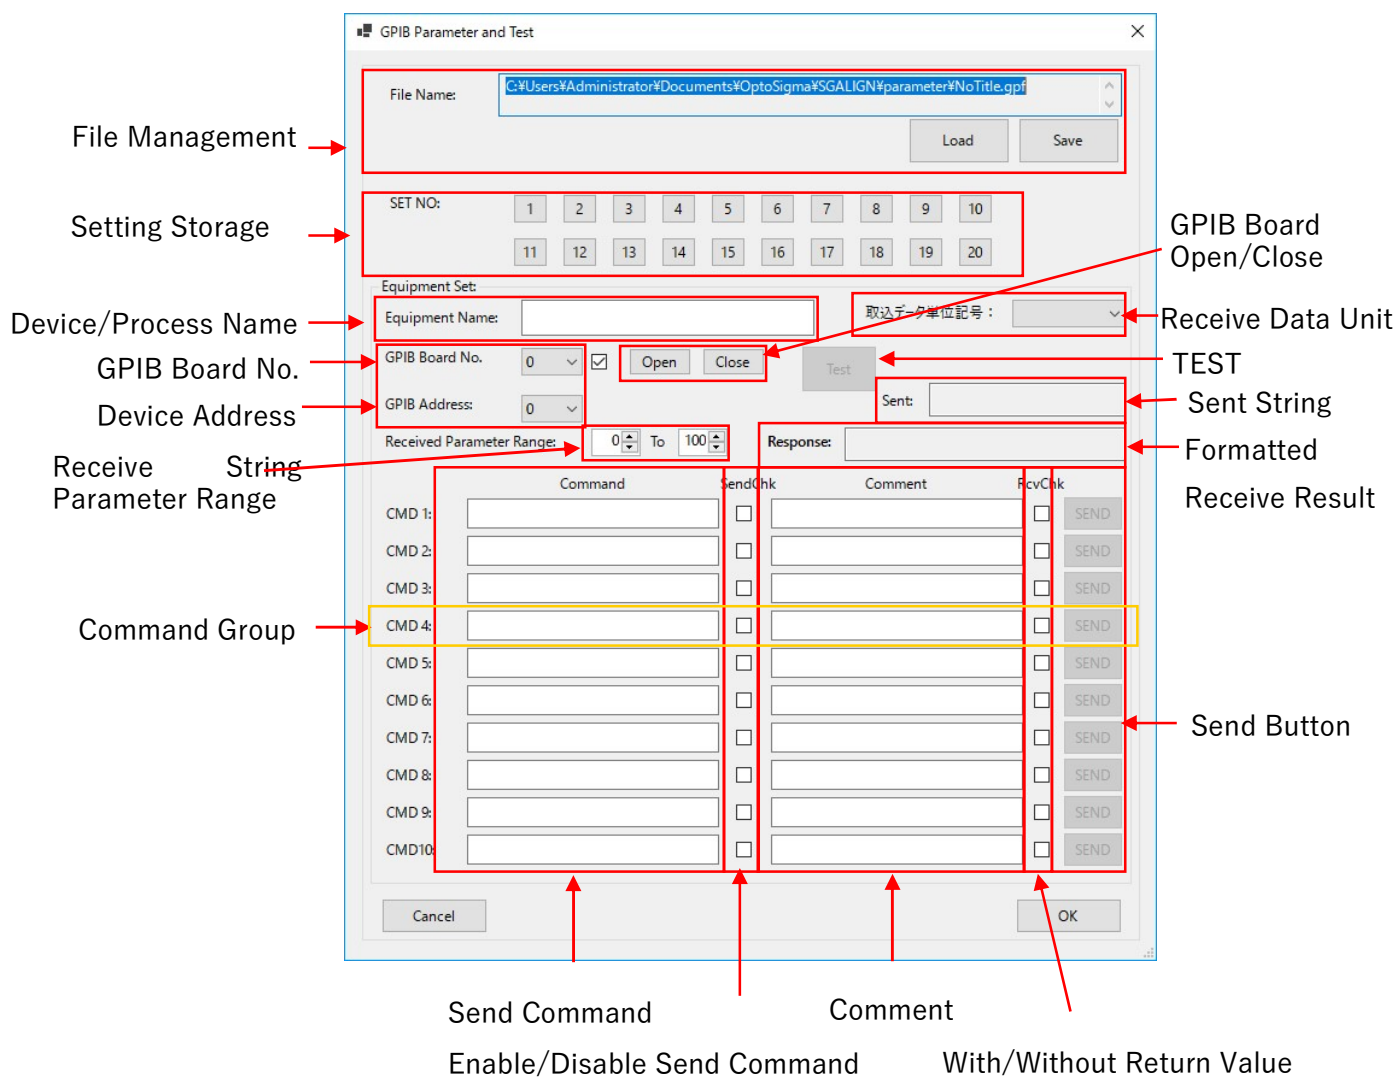 GPIB Parameter and Test
File Name:
C:¥Users¥Administrator¥Documents¥OptoSigma¥SGALIGN¥parameter¥NoTitle.gpf
File Management
Load Save
SET NO:
1 2 3 4 5 6 7 8 9 10
Setting Storage
11 12 13 14 15 16 17 18 19 20
GPIB Board
Open/Close
Equipment Set:
Device/Process Name
Equipment Name:
取込データ単位記号：
Receive Data Unit
GPIB Board No.
GPIB Board No. 0 Open Close Test
TEST
Device Address
GPIB Address: 0
Sent:
Sent String
Received Parameter Range: 0 To 100
Response:
Formatted
Receive Result
Receive String
Parameter Range
Command SendChk Comment RcvChk
CMD 1: SEND
CMD 2: SEND
CMD 3: SEND
Command Group
CMD 4: SEND
CMD 5: SEND
CMD 6: SEND
CMD 7: SEND
Send Button
CMD 8: SEND
CMD 9: SEND
CMD10: SEND
Cancel OK
Send Command
Comment
Enable/Disable Send Command
With/Without Return Value